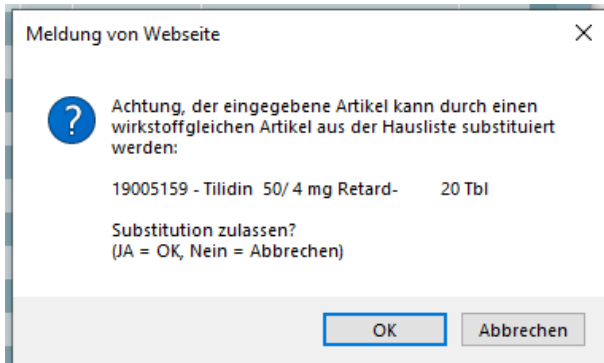 Meldung von Webseite
Achtung, der eingegebene Artikel kann durch einen
wirkstoffgleichen Artikel aus der Hausliste substituiert
werden:
19005159 - Tilidin 50/ 4 mg Retard- 20 Tbl
Substitution zulassen?
(JA = OK, Nein = Abbrechen)
OK Abbrechen